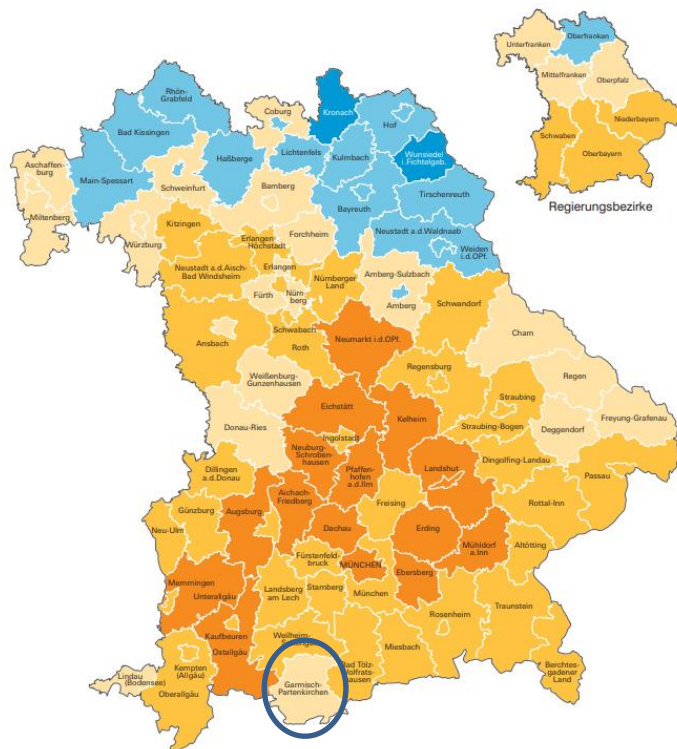 Unterfranken
Oberfranken
Mittelfranken
Oberpfalz
Niederbayern
Schwaben
Oberbayern
Regierungsbezirke
Rhön-
Grabfeld
Coburg
Kronach
Hof
Bad Kissingen
Lichtenfels
Kulmbach
Wunsiedel
i.Fichtelgeb.
Haßberge
Aschaffen-
burg
Main-Spessart
Schweinfurt
Bamberg
Tirschenreuth
Miltenberg
Bayreuth
Kitzingen
Würzburg
Forchheim
Neustadt a.d.Waldnaab
Erlangen-
Höchstadt
Weiden
i.d.OPf.
Neustadt a.d.Aisch-
Bad Windsheim
Erlangen
Nürnberger
Land
Amberg-Sulzbach
Fürth
Nürn
berg
Amberg
Schwandorf
Schwabach
Ansbach
Roth
Neumarkt i.d.OPf.
Cham
Regensburg
Weißenburg-
Gunzenhausen
Regen
Eichstätt
Kelheim
Straubing
Freyung-Grafenau
Donau-Ries
Ingolstadt
Straubing-Bogen
Deggendorf
Neuburg-
Schroben-
hausen
Landshut
Dingolfing-Landau
Dillingen
a.d.Donau
Pfaffen-
hofen
a.d.Ilm
Passau
Aichach-
Friedberg
Günzburg
Augsburg
Freising
Rottal-Inn
Neu-Ulm
Dachau
Erding
Mühldorf
a.Inn
Altötting
Fürstenfeld-
bruck
MÜNCHEN
Ebersberg
Memmingen
Unterallgäu
Landsberg
am Lech
Starnberg
München
Traunstein
Rosenheim
Kaufbeuren
Ostallgäu
Weilheim-
Miesbach
Lindau
(Bodensee)
Kempten
(Allgäu)
Oberallgäu
Garmisch-
Partenkirchen
Bad Tölz-
Wolfrats-
hausen
Berchtes-
gadener
Land